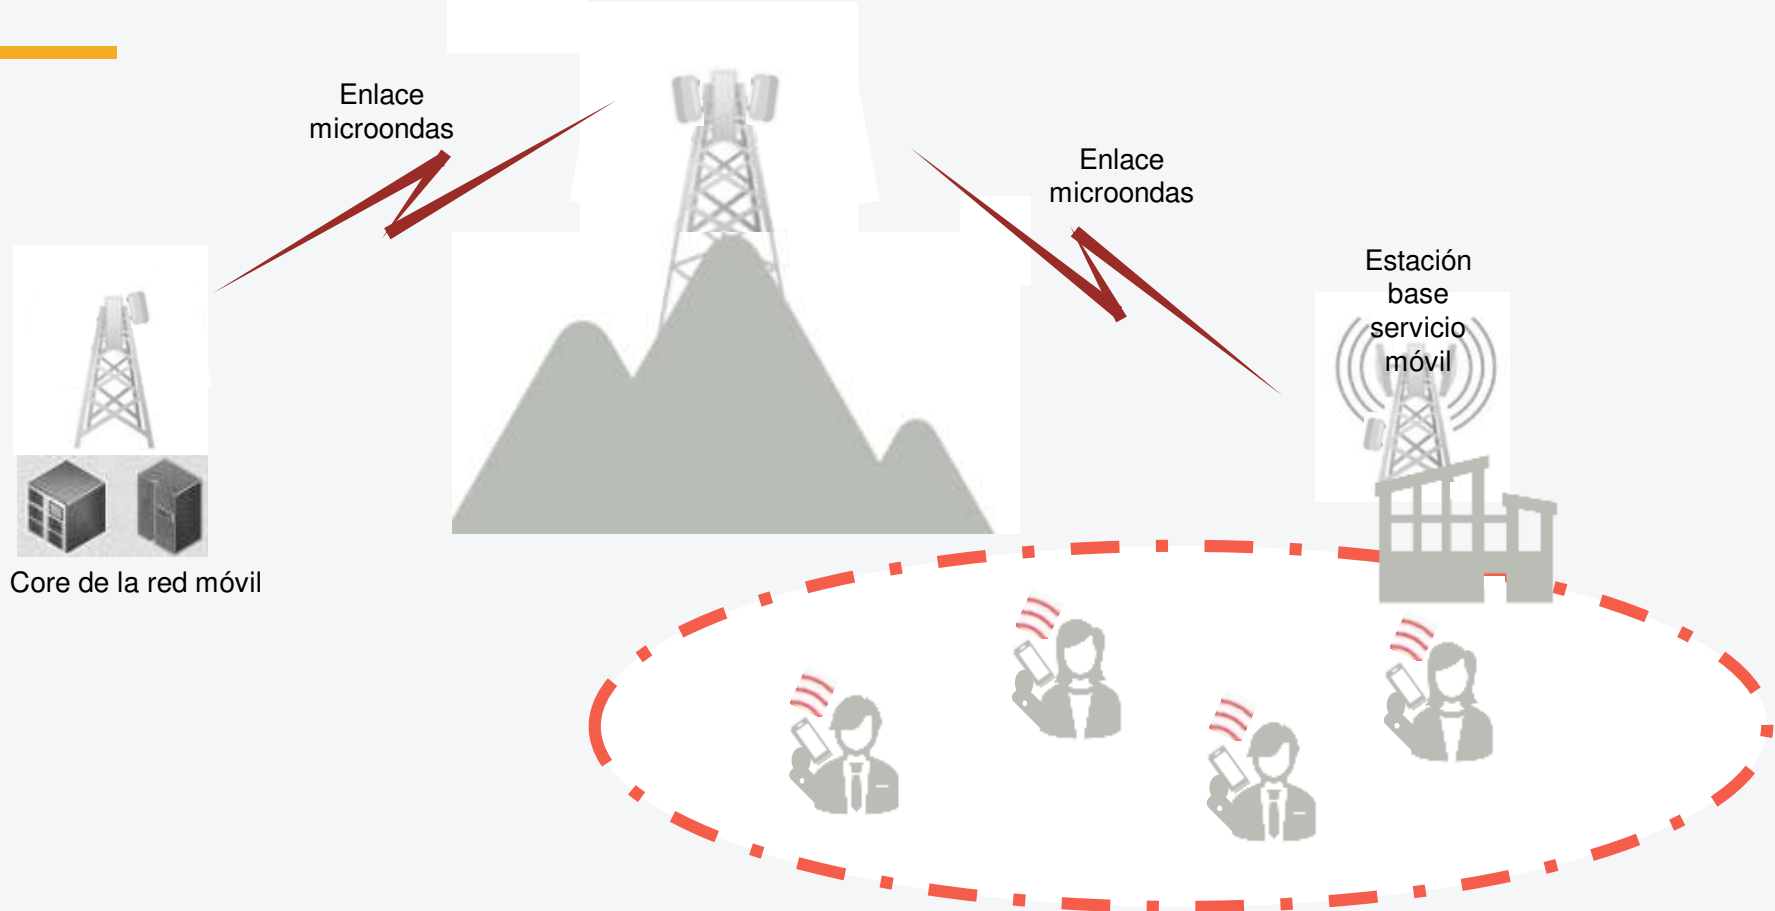 Enlace
microondas
Enlace
microondas
Estación
base
servicio
móvil
Core de la red móvil